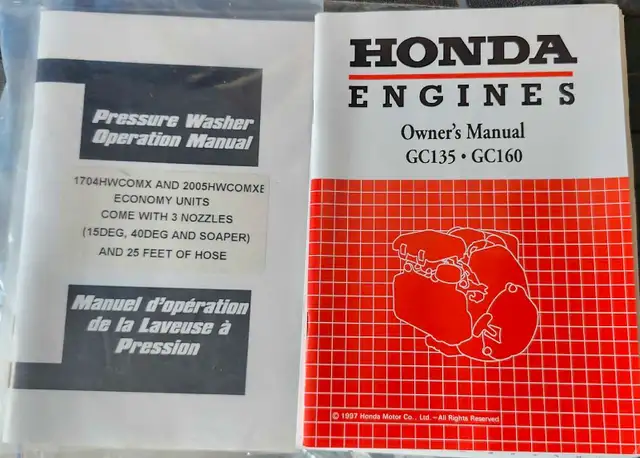 Pressure Washer
Operation Manual
1704HWCOMX AND 2005HWCOMXE
ECONOMY UNITS
COME WITH 3 NOZZLES
(15DEG, 40DEG AND SOAPER)
AND 25 FEET OF HOSE
Manuel d'opération
de la Laveuse à
Pression
HONDA
ENGINES
Owner's Manual
GC135 • GC160
© 1997 Honda Motor Co., Ltd. —All Rights Reserved